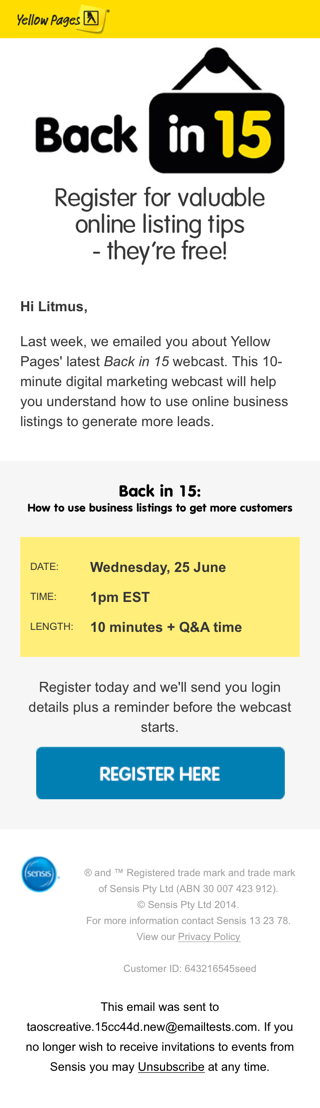 Yellow Pages
Back in 15
Register for valuable
online listing tips
- they're free!
Hi Litmus,
Last week, we emailed you about Yellow
Pages' latest Back in 15 webcast. This 10-
minute digital marketing webcast will help
you understand how to use online business
listings to generate more leads.
Back in 15:
How to use business listings to get more customers
DATE: Wednesday, 25 June
TIME: 1pm EST
LENGTH: 10 minutes + Q&A time
Register today and we'll send you login
details plus a reminder before the webcast
starts.
REGISTER HERE
sensis
® and ™ Registered trade mark and trade mark
of Sensis Pty Ltd (ABN 30 007 423 912).
© Sensis Pty Ltd 2014.
For more information contact Sensis 13 23 78.
View our Privacy Policy
Customer ID: 643216545seed
This email was sent to
taoscreative.15cc44d.new@emailtests.com. If you
no longer wish to receive invitations to events from
Sensis you may Unsubscribe at any time.